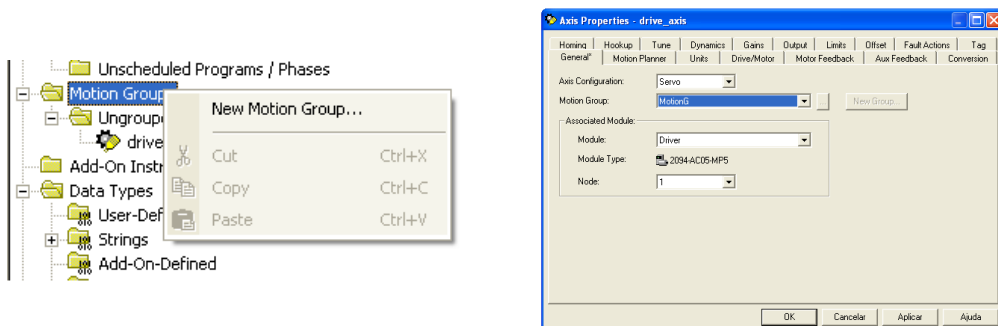 Unscheduled Programs / Phases
Motion Group
Ungroupe
drive
Add-On Instr
Data Types
User-Def
Strings
Add-On-Defined
New Motion Group...
Cut Ctrl+X
Copy Ctrl+C
Paste Ctrl+V
Axis Properties - drive_axis
Homing Hookup Tune Dynamics Gains Output Limits Offset Fault Actions Tag
General* Motion Planner Units Drive/Motor Motor Feedback Aux Feedback Conversion
Axis Configuration: Servo
Motion Group: MotionG ... New Group...
Associated Module:
Module: Driver
Module Type: 2094-AC05-MP5
Node: 1
OK Cancelar Aplicar Ajuda